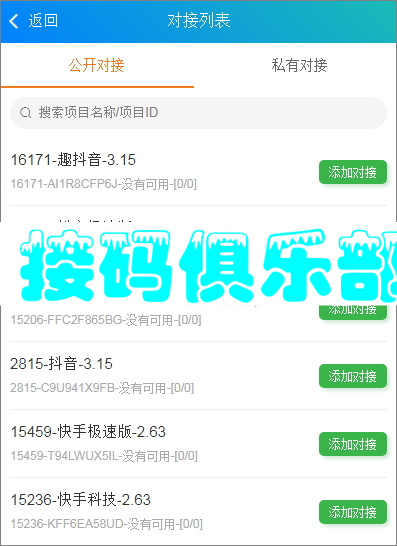 返回
对接列表
公开对接 私有对接
搜索项目名称/项目ID
16171-趣抖音-3.15
添加对接
16171-AI1R8CFP6J-没有可用-[0/0]
接码俱乐部
添加对接
15206-FFC2F865BG-没有可用-[0/0]
2815-抖音-3.15
添加对接
2815-C9U941X9FB-没有可用-[0/0]
15459-快手极速版-2.63
添加对接
15459-T94LWUX5IL-没有可用-[0/0]
15236-快手科技-2.63
添加对接
15236-KFF6EA58UD-没有可用-[0/0]